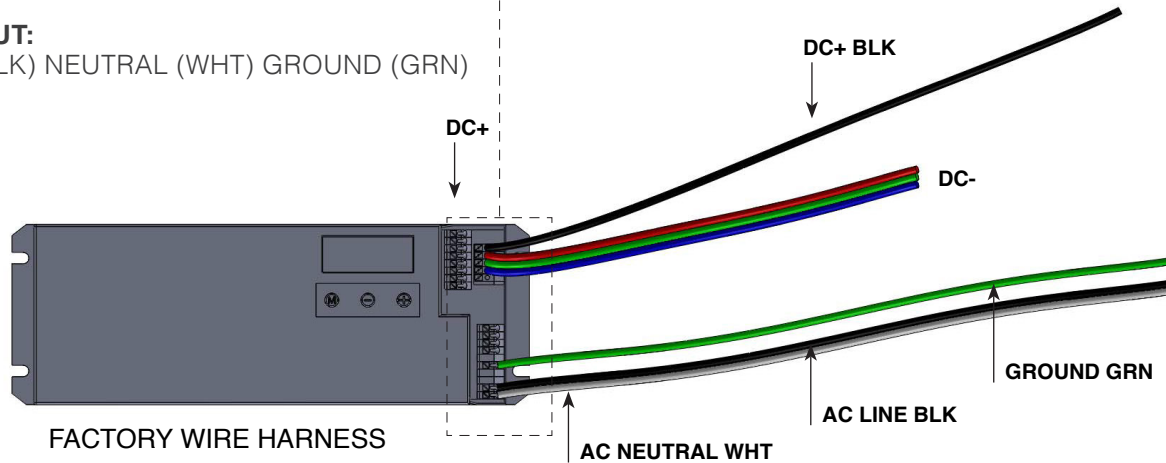 UT:
LK) NEUTRAL (WHT) GROUND (GRN)
DC+ BLK
DC+
DC-
M
GROUND GRN
AC LINE BLK
FACTORY WIRE HARNESS
AC NEUTRAL WHT